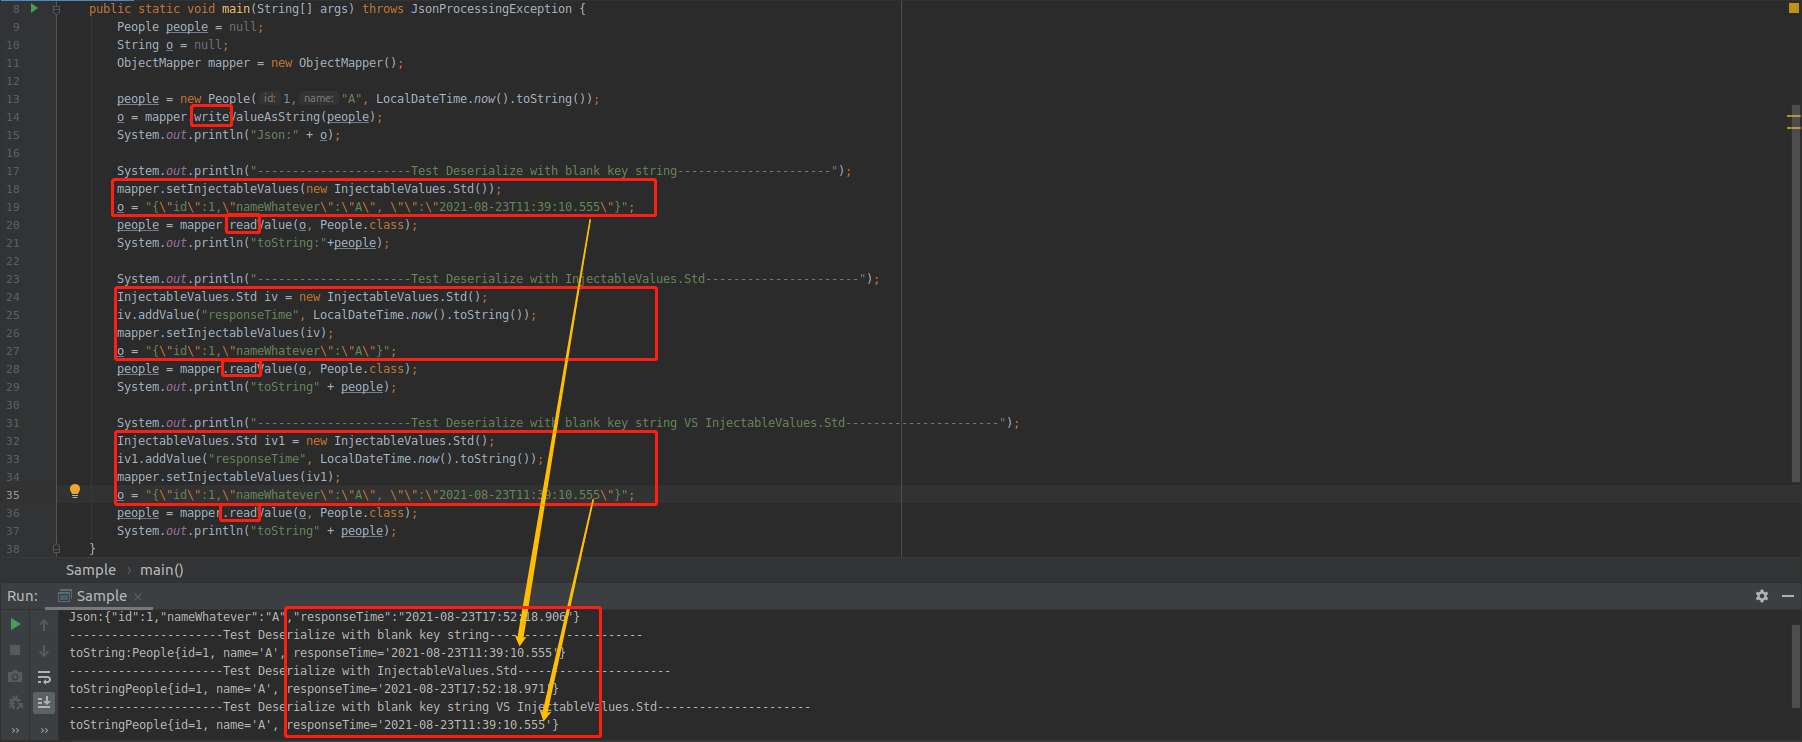 8 public static void main(String[] args) throws JsonProcessingException {
9 People people = null;
10 String o = null;
11 ObjectMapper mapper = new ObjectMapper();
12
13 people = new People( id: 1, name: "A", LocalDateTime.now().toString());
14 o = mapper.writeValueAsString(people);
15 System.out.println("Json:" + o);
16
17 System.out.println("----------------------Test Deserialize with blank key string----------------------");
18 mapper.setInjectableValues(new InjectableValues.Std());
19 o = "{\"id\":1,\"nameWhatever\":\"A\", \"\":\"2021-08-23T11:39:10.555\"}";
20 people = mapper.readValue(o, People.class);
21 System.out.println("toString:"+people);
22
23 System.out.println("----------------------Test Deserialize with InjectableValues.Std----------------------");
24 InjectableValues.Std iv = new InjectableValues.Std();
25 iv.addValue("responseTime", LocalDateTime.now().toString());
26 mapper.setInjectableValues(iv);
27 o = "{\"id\":1,\"nameWhatever\":\"A\"}";
28 people = mapper.readValue(o, People.class);
29 System.out.println("toString" + people);
30
31 System.out.println("----------------------Test Deserialize with blank key string VS InjectableValues.Std----------------------");
32 InjectableValues.Std iv1 = new InjectableValues.Std();
33 iv1.addValue("responseTime", LocalDateTime.now().toString());
34 mapper.setInjectableValues(iv1);
35 o = "{\"id\":1,\"nameWhatever\":\"A\", \"\":\"2021-08-23T11:39:10.555\"}";
36 people = mapper.readValue(o, People.class);
37 System.out.println("toString" + people);
38 }
Sample › main()
Run: Sample ×
Json:{"id":1,"nameWhatever":"A","responseTime":"2021-08-23T17:52:18.906"}
----------------------Test Deserialize with blank key string----------------------
toString:People{id=1, name='A', responseTime='2021-08-23T11:39:10.555'}
----------------------Test Deserialize with InjectableValues.Std----------------------
toStringPeople{id=1, name='A', responseTime='2021-08-23T17:52:18.971'}
----------------------Test Deserialize with blank key string VS InjectableValues.Std----------------------
toStringPeople{id=1, name='A', responseTime='2021-08-23T11:39:10.555'}